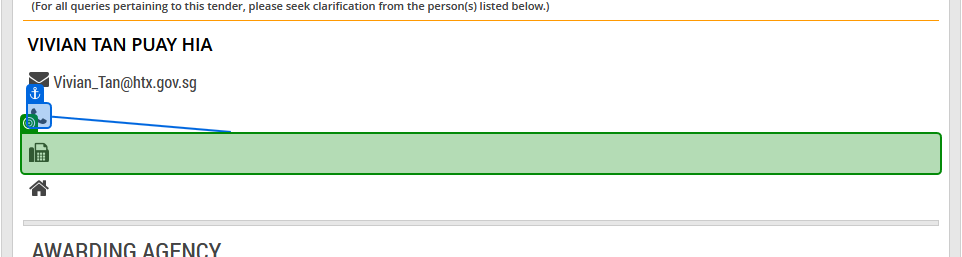 (For all queries pertaining to this tender, please seek clarification from the person(s) listed below.)
VIVIAN TAN PUAY HIA
Vivian_Tan@htx.gov.sg
AWARDING AGENCY